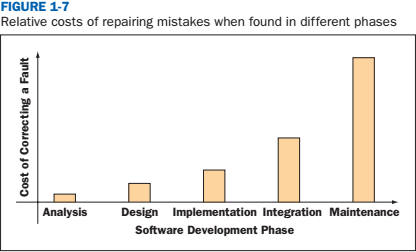 FIGURE 1-7
Relative costs of repairing mistakes when found in different phases
Cost of Correcting a Fault
Analysis Design Implementation Integration Maintenance
Software Development Phase